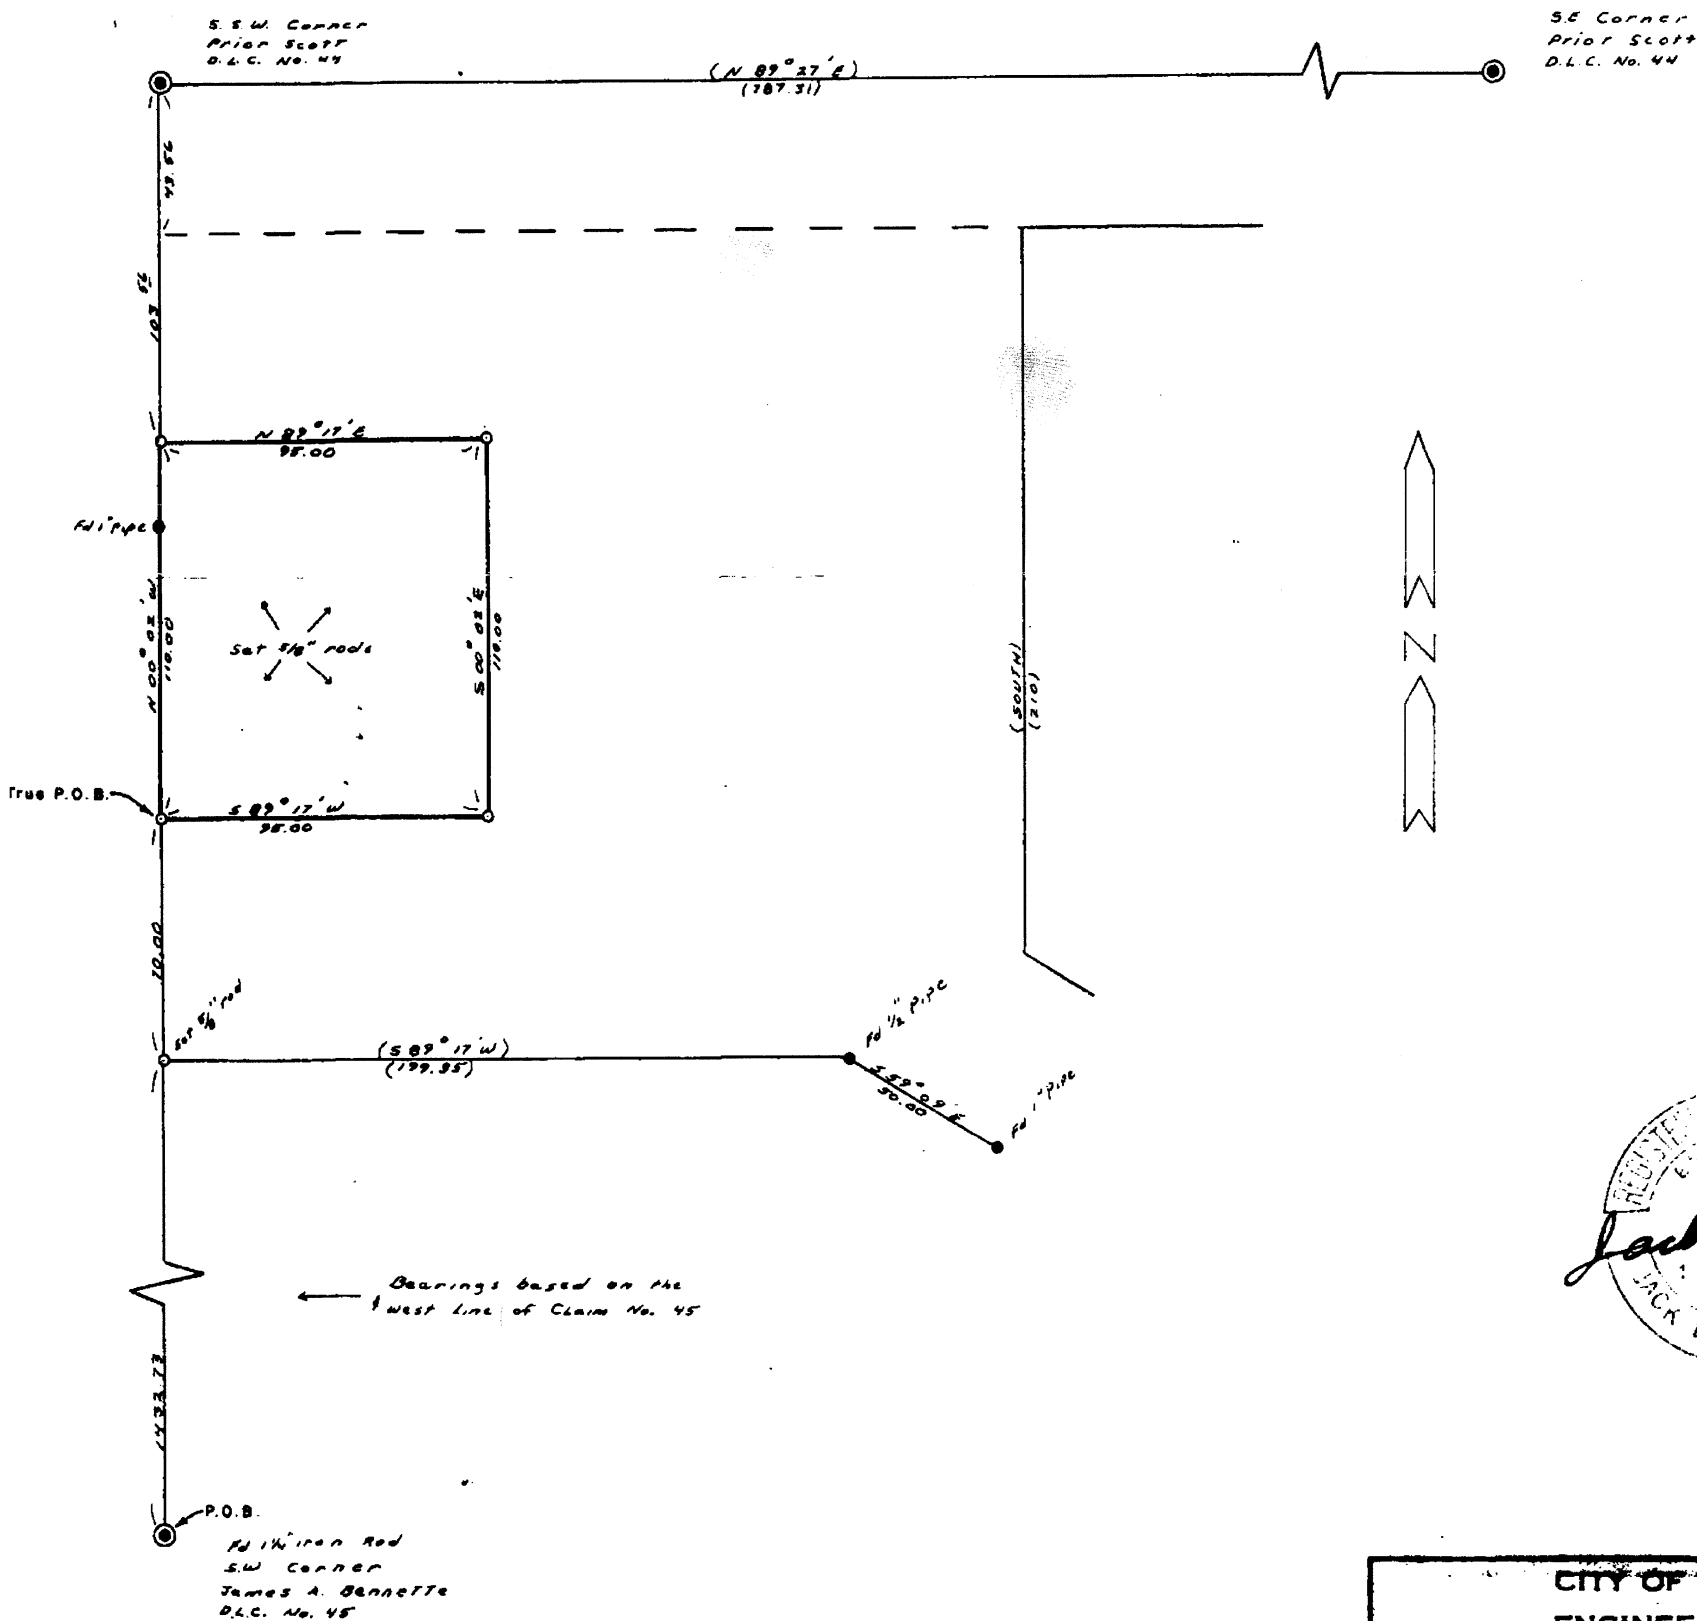 S.S.W. Corner
Prior Scott
D.L.C. No. 44
S.E Corner
Prior Scott
D.L.C. No. 44
(N 89° 27' E)
(787.31)
43.56
103 56
N 89° 17' E
95.00
Fd 1" Pipe
N 00° 02' W
110.00
S 00° 02' E
110.00
Set 5/8" rods
(SOUTH)
(210)
N
True P.O.B.
S 89° 17' W
95.00
70.00
Set 5/8" rod
(S 89° 17' W)
(199.35)
Fd 1/2" pipe
S 59° 09' E
50.00
Fd 1" pipe
Bearings based on the
West Line of Claim No. 45
1433.73
P.O.B.
Fd 1 1/4" iron Rod
S.W Corner
James A. Bennette
D.L.C. No. 45
JACK
CITY OF